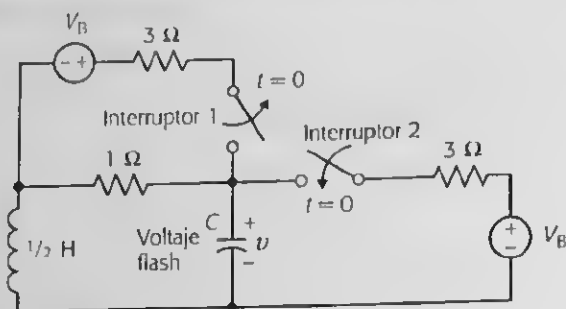 V_B
3 Ω
− +
t = 0
Interruptor 1
Interruptor 2
1 Ω
3 Ω
t = 0
C
+
Voltaje
flash
v
−
1/2 H
+
−
V_B